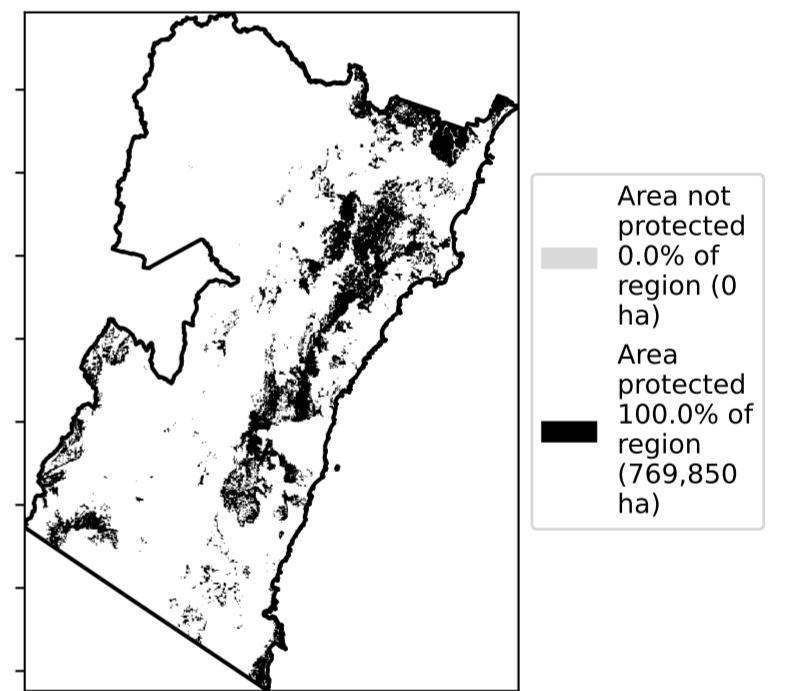 Area not
protected
0.0% of
region (0
ha)
Area
protected
100.0% of
region
(769,850
ha)